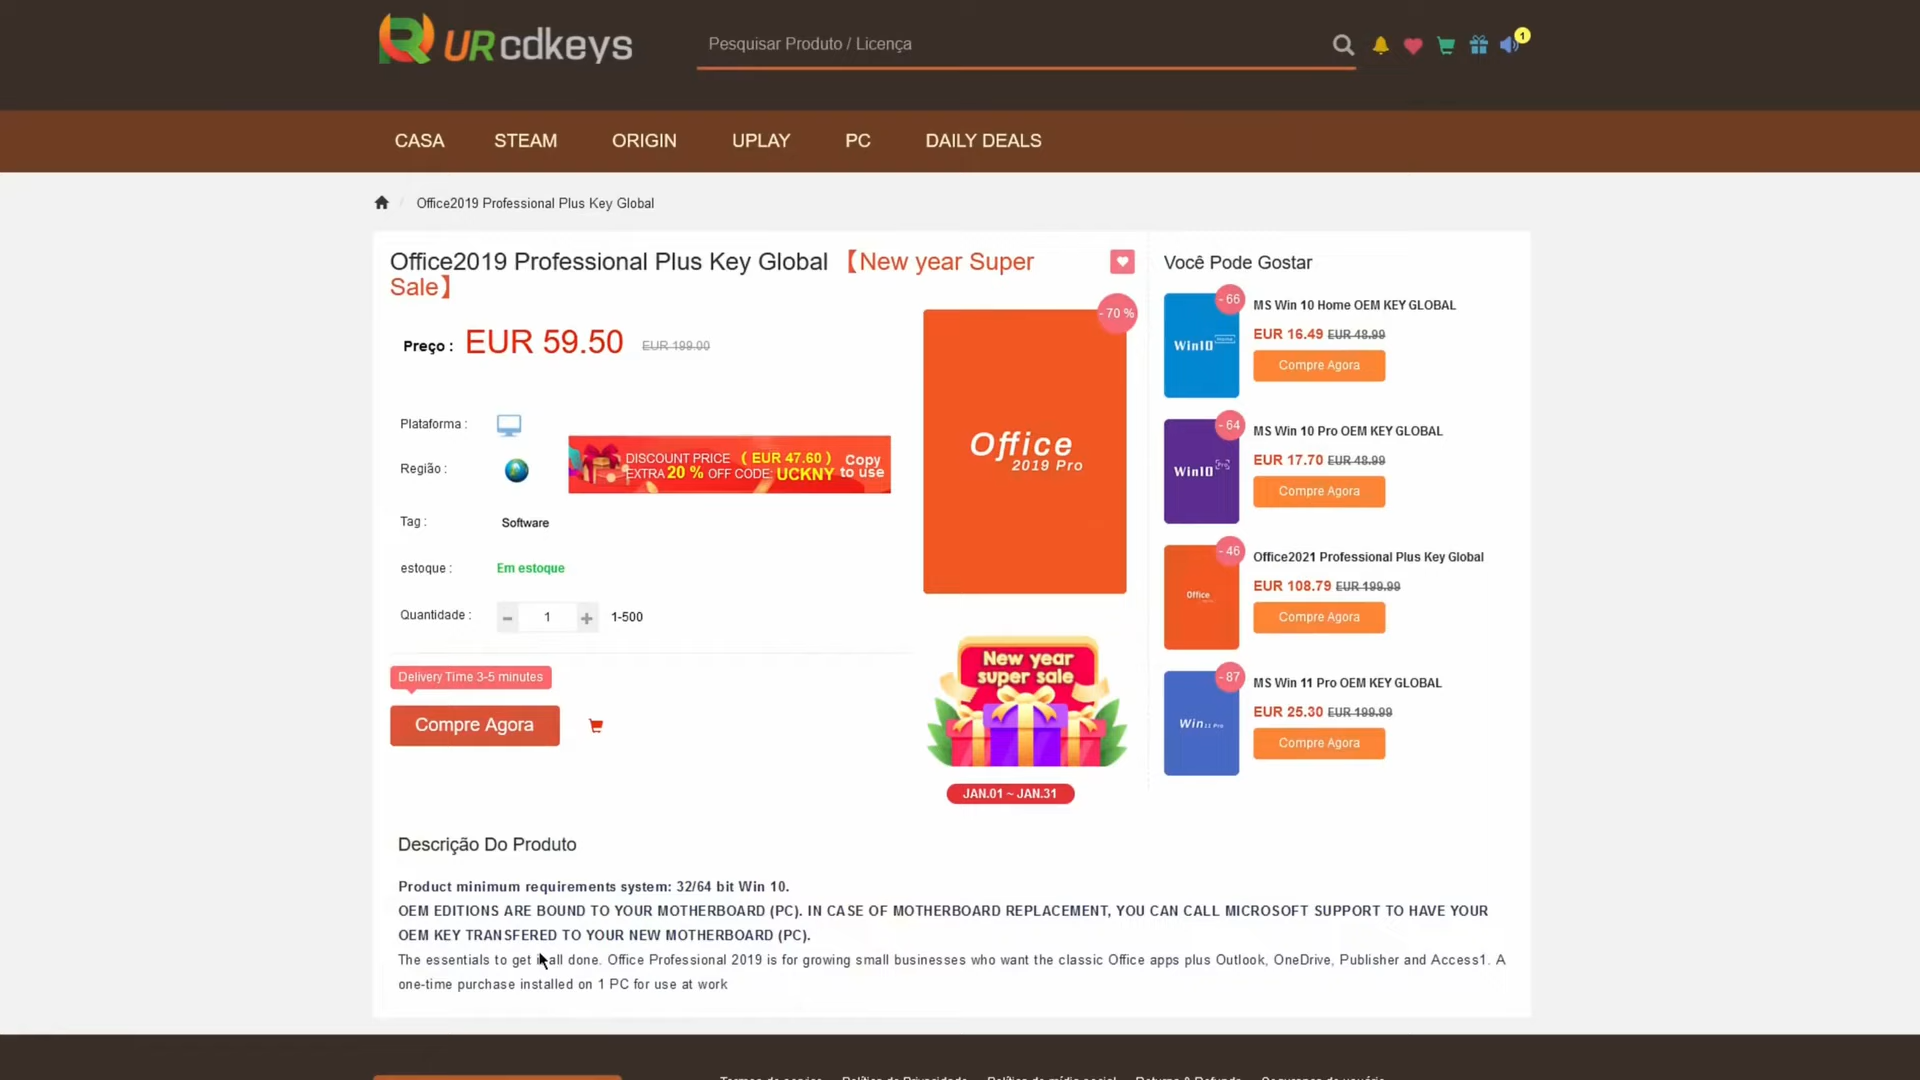 URcdkeys
Pesquisar Produto / Licença
1
CASA STEAM ORIGIN UPLAY PC DAILY DEALS
/ Office2019 Professional Plus Key Global
Office2019 Professional Plus Key Global 【New year Super
Sale】
Preço : EUR 59.50 EUR 199.00
Plataforma :
Região :
DISCOUNT PRICE ( EUR 47.60 )
EXTRA 20 % OFF CODE: UCKNY
Copy
to use
Tag : Software
estoque : Em estoque
Quantidade : − 1 + 1-500
Delivery Time 3-5 minutes
Compre Agora
- 70 %
Office
2019 Pro
New year
super sale
JAN.01 ~ JAN.31
Você Pode Gostar
- 66
Win10
MS Win 10 Home OEM KEY GLOBAL
EUR 16.49 EUR 48.99
Compre Agora
- 64
Win10
MS Win 10 Pro OEM KEY GLOBAL
EUR 17.70 EUR 48.99
Compre Agora
- 46
Office
Office2021 Professional Plus Key Global
EUR 108.79 EUR 199.99
Compre Agora
- 87
Win 11 Pro
MS Win 11 Pro OEM KEY GLOBAL
EUR 25.30 EUR 199.99
Compre Agora
Descrição Do Produto
Product minimum requirements system: 32/64 bit Win 10.
OEM EDITIONS ARE BOUND TO YOUR MOTHERBOARD (PC). IN CASE OF MOTHERBOARD REPLACEMENT, YOU CAN CALL MICROSOFT SUPPORT TO HAVE YOUR
OEM KEY TRANSFERED TO YOUR NEW MOTHERBOARD (PC).
The essentials to get it all done. Office Professional 2019 is for growing small businesses who want the classic Office apps plus Outlook, OneDrive, Publisher and Access1. A
one-time purchase installed on 1 PC for use at work